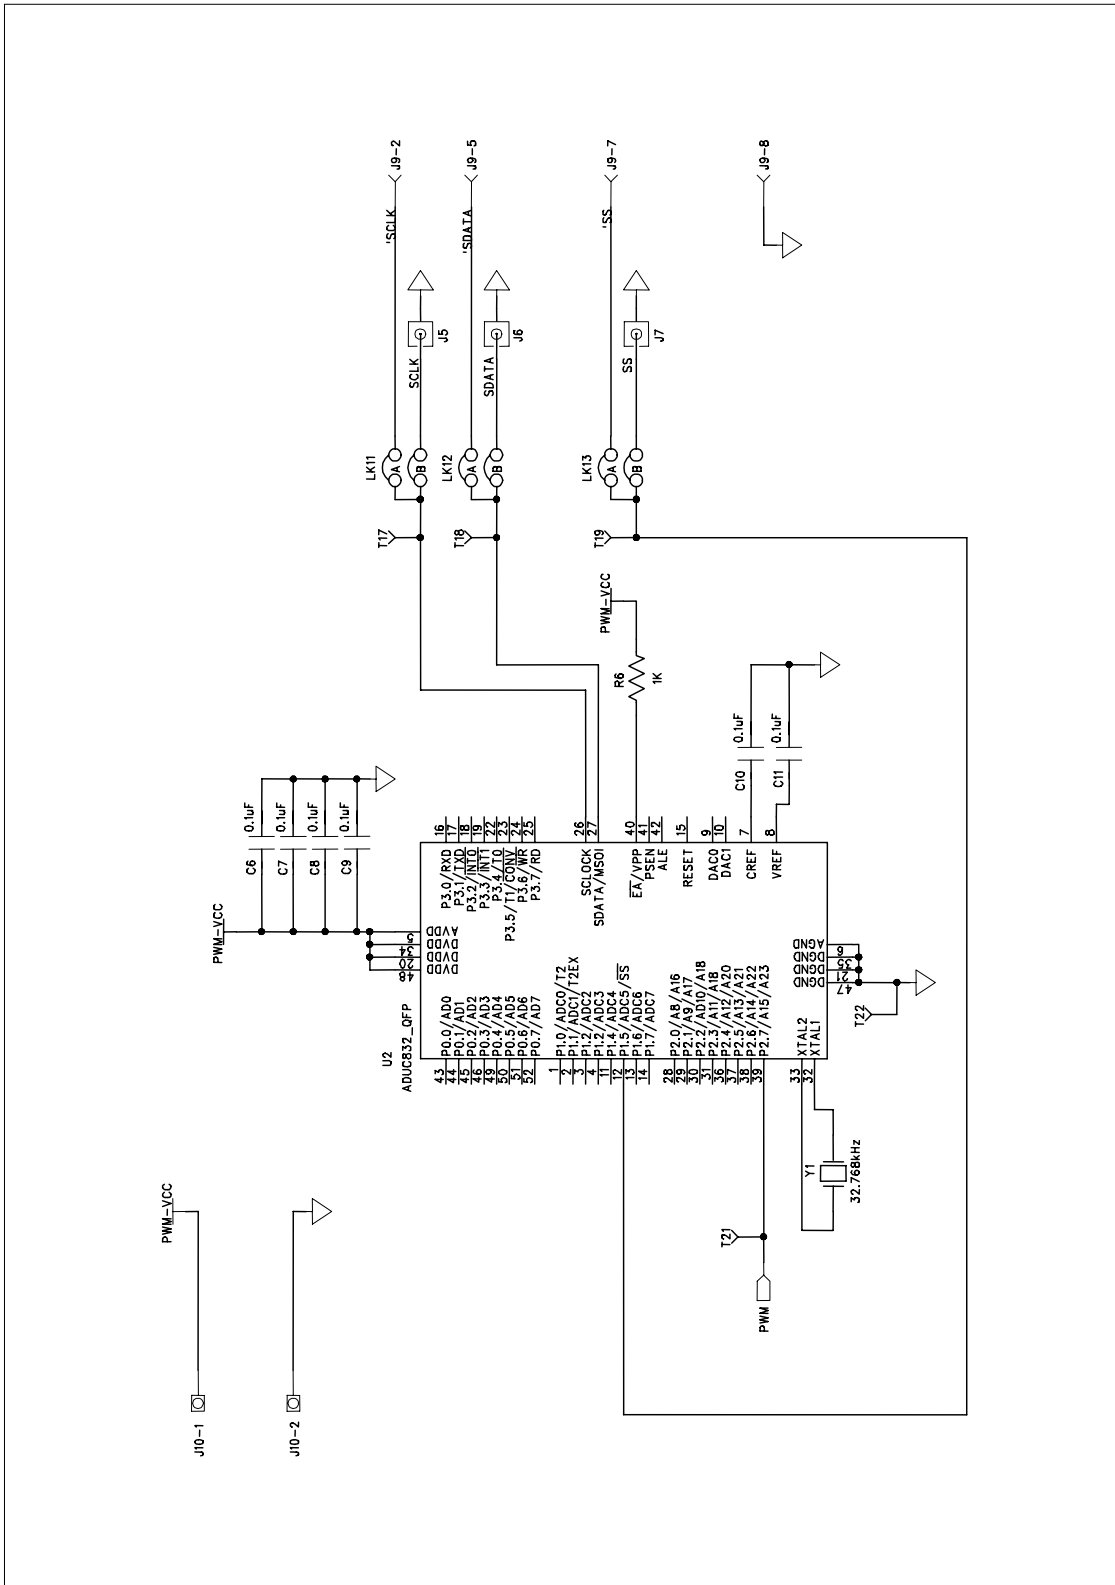 J10-1
PWM-VCC
J10-2
PWM-VCC
C6
0.1uF
C7
0.1uF
C8
0.1uF
C9
0.1uF
U2
ADUC832_QFP
48
20
34
5
DVDD
DVDD
DVDD
AVDD
43 P0.0/AD0
44 P0.1/AD1
45 P0.2/AD2
46 P0.3/AD3
49 P0.4/AD4
50 P0.5/AD5
51 P0.6/AD6
52 P0.7/AD7
1 P1.0/ADC0/T2
2 P1.1/ADC1/T2EX
3 P1.2/ADC2
4 P1.2/ADC3
11 P1.4/ADC4
12 P1.5/ADC5/SS
13 P1.6/ADC6
14 P1.7/ADC7
28 P2.0/A8/A16
29 P2.1/A9/A17
30 P2.2/AD10/A18
31 P2.3/A11/A18
36 P2.4/A12/A20
37 P2.5/A13/A21
38 P2.6/A14/A22
39 P2.7/A15/A23
33 XTAL2
32 XTAL1
P3.0/RXD 16
P3.1/TXD 17
P3.2/INT0 18
P3.3/INT1 19
P3.4/T0 22
P3.5/T1/CONV 23
P3.6/WR 24
P3.7/RD 25
SCLOCK 26
SDATA/MSOI 27
EA/VPP 40
PSEN 41
ALE 42
RESET 15
DAC0 9
DAC1 10
CREF 7
VREF 8
DGND
DGND
DGND
AGND
47
21
35
6
T22
PWM
T21
Y1
32.768kHz
C10
0.1uF
C11
0.1uF
R6
1K
PWM-VCC
T17
LK11
A
B
SCLK
J5
'SCLK
J9-2
T18
LK12
A
B
SDATA
J6
'SDATA
J9-5
T19
LK13
A
B
SS
J7
'SS
J9-7
J9-8